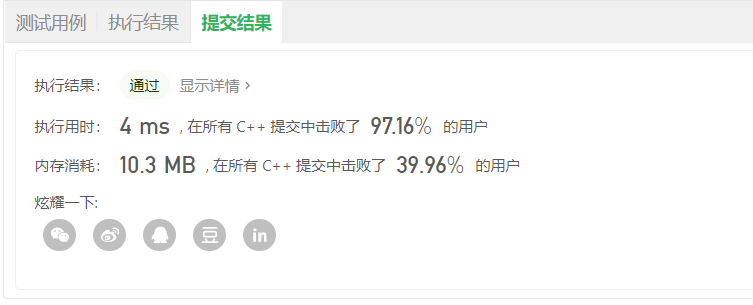 测试用例 执行结果 提交结果
执行结果： 通过 显示详情 >
执行用时： 4 ms , 在所有 C++ 提交中击败了 97.16% 的用户
内存消耗： 10.3 MB , 在所有 C++ 提交中击败了 39.96% 的用户
炫耀一下:
豆 in